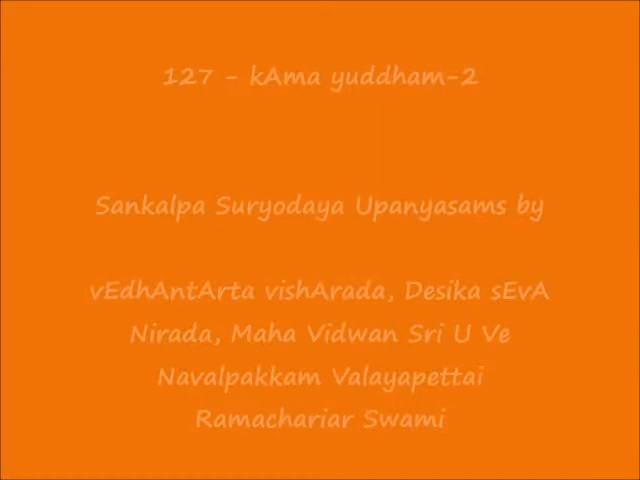 127 - kAma yuddham-2
Sankalpa Suryodaya Upanyasams by
vEdhAntArta vishArada, Desika sEvA
Nirada, Maha Vidwan Sri U Ve
Navalpakkam Valayapettai
Ramachariar Swami